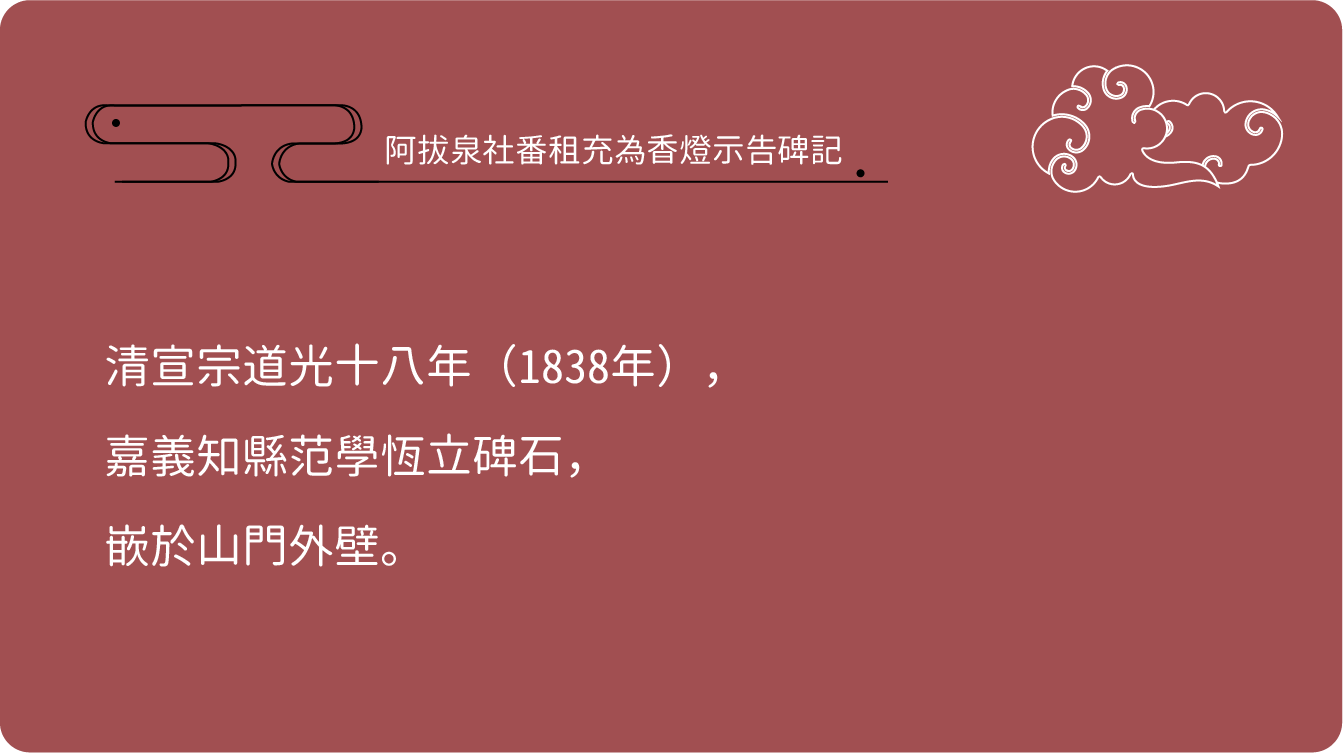 阿拔泉社番租充為香燈示告碑記
清宣宗道光十八年（1838年），
嘉義知縣范學恆立碑石，
嵌於山門外壁。